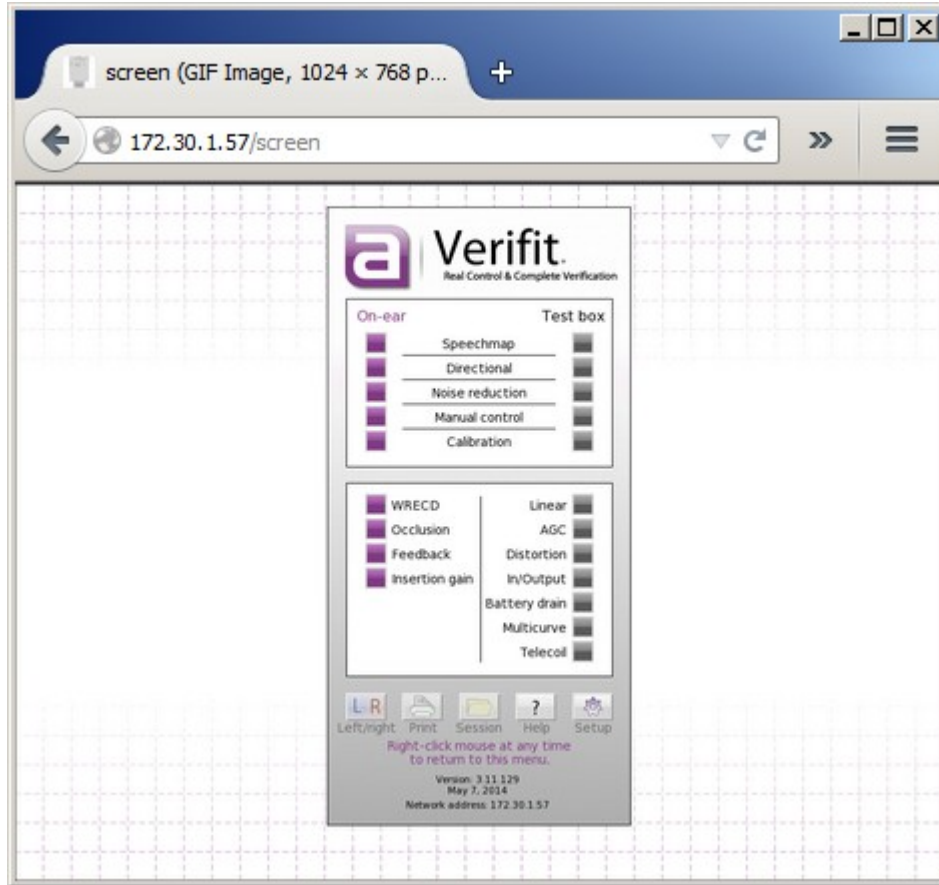 screen (GIF Image, 1024 × 768 p...
172.30.1.57/screen
a Verifit
Real Control & Complete Verification
On-ear Test box
Speechmap
Directional
Noise reduction
Manual control
Calibration
WRECD Linear
Occlusion AGC
Feedback Distortion
Insertion gain In/Output
Battery drain
Multicurve
Telecoil
L R ?
Left/right Print Session Help Setup
Right-click mouse at any time
to return to this menu.
Version: 3.11.129
May 7, 2014
Network address: 172.30.1.57